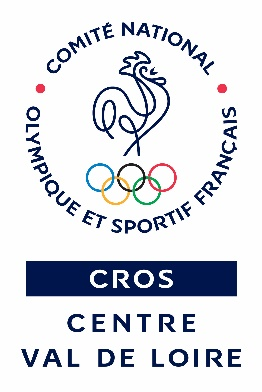 COMITÉ NATIONAL
OLYMPIQUE ET SPORTIF FRANÇAIS
CROS
CENTRE
VAL DE LOIRE